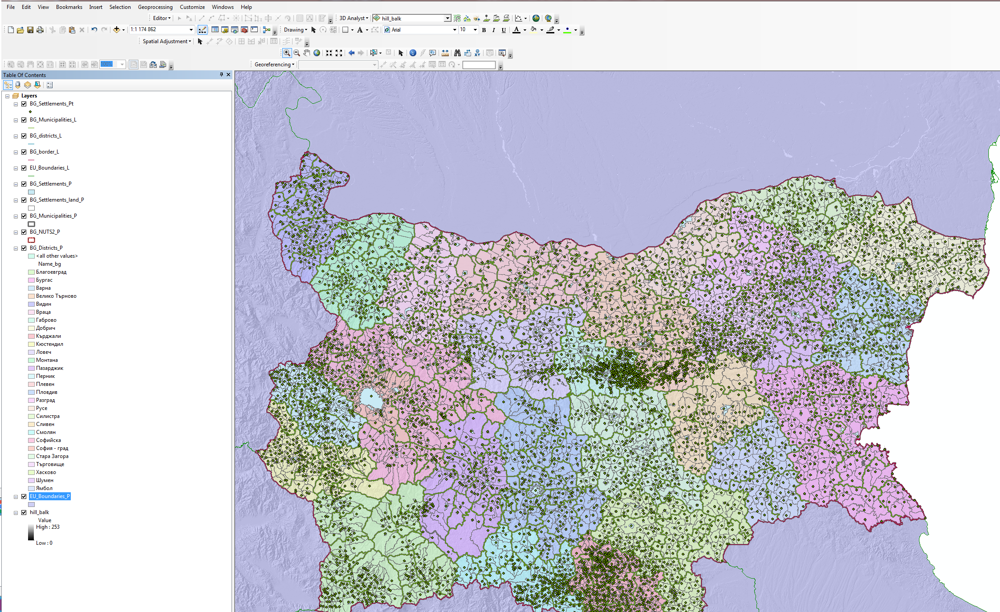 File Edit View Bookmarks Insert Selection Geoprocessing Customize Windows Help
Editor 3D Analyst hill_balk
1:1 174 862 Drawing A Arial 10 B I U A
Spatial Adjustment
XY
100% Georeferencing
Table Of Contents
Layers
BG_Settlements_Pt
BG_Municipalities_L
BG_districts_L
BG_border_L
EU_Boundaries_L
BG_Settlements_P
BG_Settlements_land_P
BG_Municipalities_P
BG_NUTS2_P
BG_Districts_P
<all other values>
Name_bg
Благоевград
Бургас
Варна
Велико Търново
Видин
Враца
Габрово
Добрич
Кърджали
Кюстендил
Ловеч
Монтана
Пазарджик
Перник
Плевен
Пловдив
Разград
Русе
Силистра
Сливен
Смолян
Софийска
София - град
Стара Загора
Търговище
Хасково
Шумен
Ямбол
EU_Boundaries_P
hill_balk
Value
High : 253
Low : 0